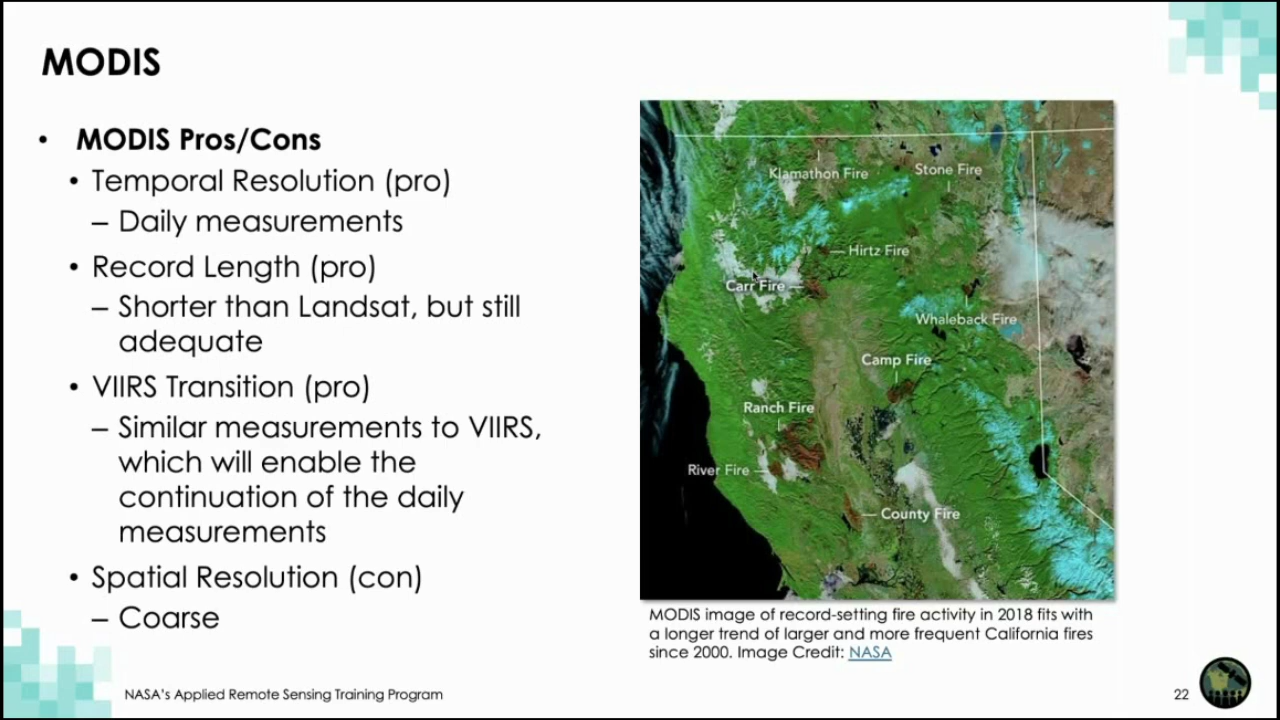 MODIS
• MODIS Pros/Cons
• Temporal Resolution (pro)
– Daily measurements
• Record Length (pro)
– Shorter than Landsat, but still
adequate
• VIIRS Transition (pro)
– Similar measurements to VIIRS,
which will enable the
continuation of the daily
measurements
• Spatial Resolution (con)
– Coarse
Klamathon Fire
Stone Fire
Hirtz Fire
Carr Fire
Whaleback Fire
Camp Fire
Ranch Fire
River Fire
County Fire
MODIS image of record-setting fire activity in 2018 fits with
a longer trend of larger and more frequent California fires
since 2000. Image Credit: NASA
NASA's Applied Remote Sensing Training Program
22